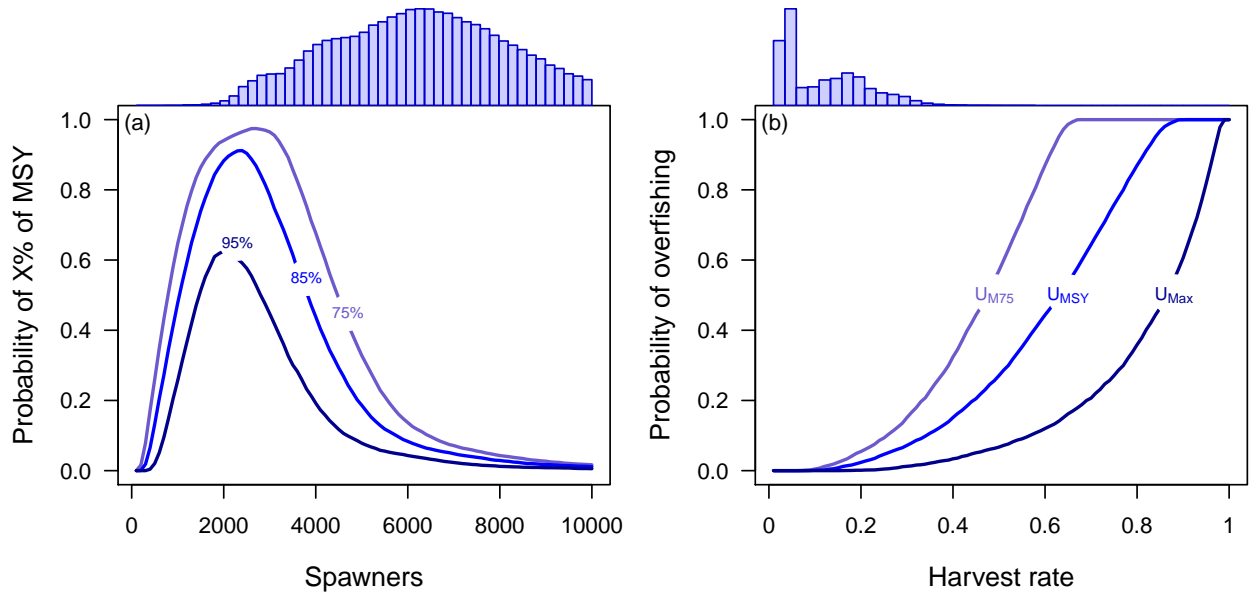 (a)
Probability of X% of MSY
1.0
0.8
0.6
0.4
0.2
0.0
95%
85%
75%
0 2000 4000 6000 8000 10000
Spawners
(b)
Probability of overfishing
1.0
0.8
0.6
0.4
0.2
0.0
UM75 UMSY UMax
0 0.2 0.4 0.6 0.8 1
Harvest rate